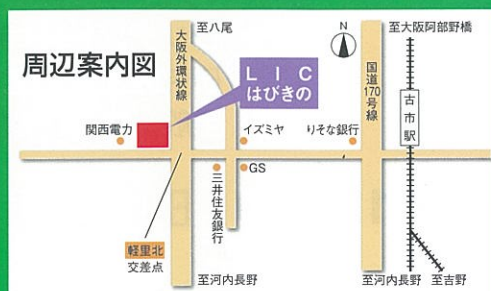 周辺案内図
至八尾
大阪外環状線
LIC
はびきの
N
国道170号線
至大阪阿部野橋
古市駅
関西電力
イズミヤ
りそな銀行
三井住友銀行
GS
軽里北
交差点
至河内長野
至河内長野
至吉野